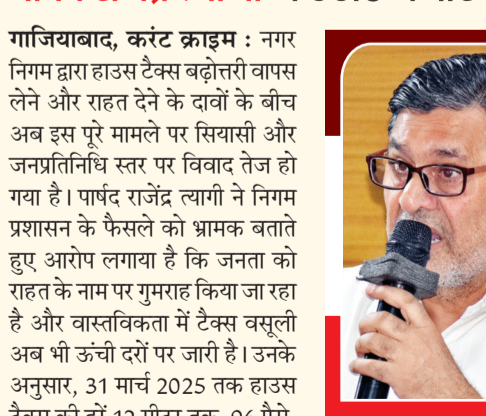 गाजियाबाद, करंट क्राइम : नगर
निगम द्वारा हाउस टैक्स बढ़ोत्तरी वापस
लेने और राहत देने के दावों के बीच
अब इस पूरे मामले पर सियासी और
जनप्रतिनिधि स्तर पर विवाद तेज हो
गया है। पार्षद राजेंद्र त्यागी ने निगम
प्रशासन के फैसले को भ्रामक बताते
हुए आरोप लगाया है कि जनता को
राहत के नाम पर गुमराह किया जा रहा
है और वास्तविकता में टैक्स वसूली
अब भी ऊंची दरों पर जारी है। उनके
अनुसार, 31 मार्च 2025 तक हाउस